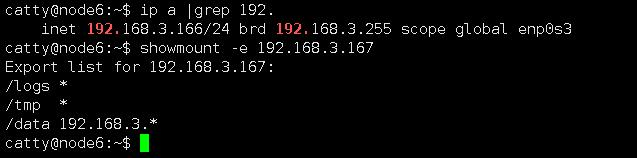 catty@node6:~$ ip a |grep 192.
    inet 192.168.3.166/24 brd 192.168.3.255 scope global enp0s3
catty@node6:~$ showmount -e 192.168.3.167
Export list for 192.168.3.167:
/logs *
/tmp  *
/data 192.168.3.*
catty@node6:~$